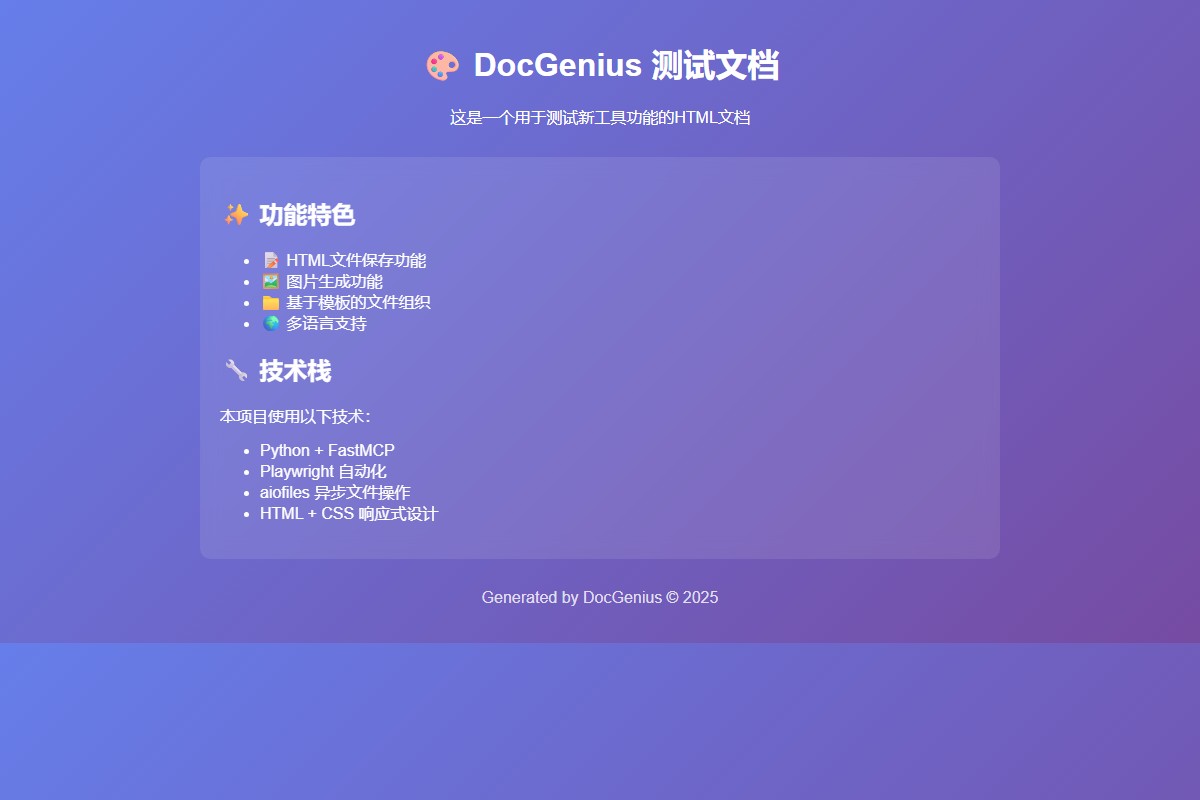 🎨 DocGenius 测试文档
这是一个用于测试新工具功能的HTML文档
✨ 功能特色
• 📝 HTML文件保存功能
• 🖼️ 图片生成功能
• 📁 基于模板的文件组织
• 🌍 多语言支持
🔧 技术栈
本项目使用以下技术：
• Python + FastMCP
• Playwright 自动化
• aiofiles 异步文件操作
• HTML + CSS 响应式设计
Generated by DocGenius © 2025